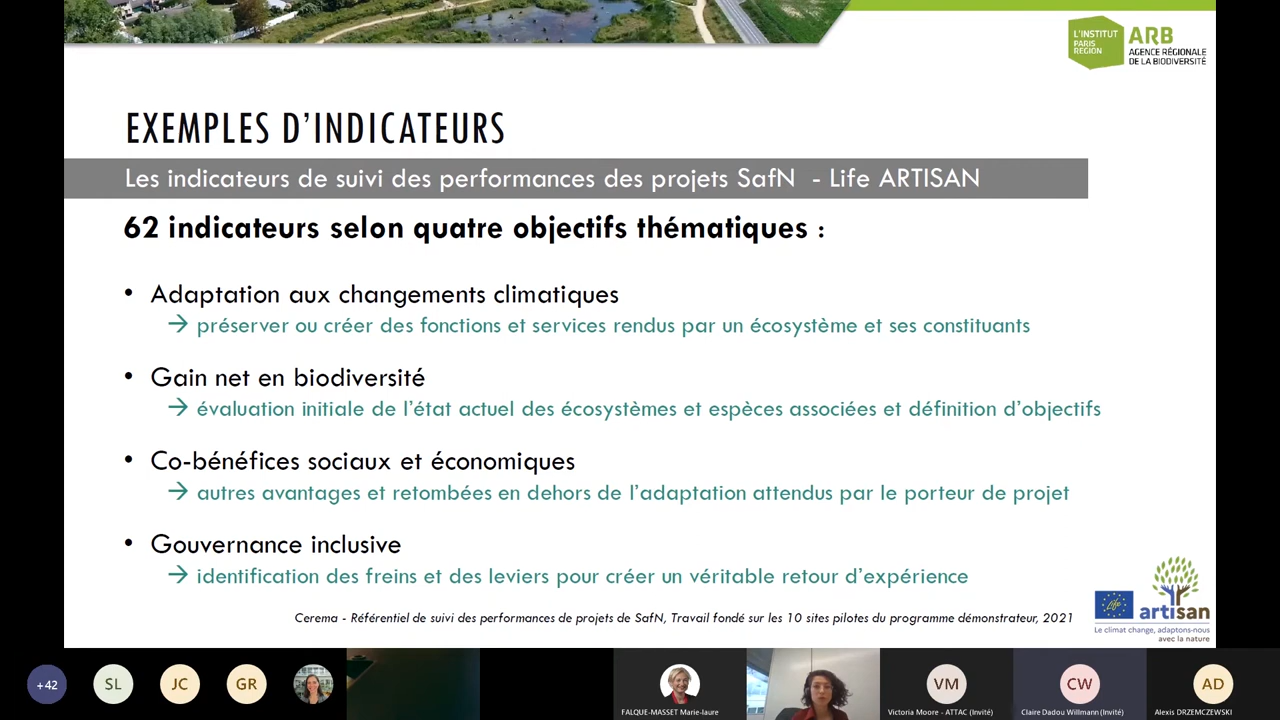 L'INSTITUT
PARIS
REGION
ARB
AGENCE RÉGIONALE
DE LA BIODIVERSITÉ
EXEMPLES D'INDICATEURS
Les indicateurs de suivi des performances des projets SafN - Life ARTISAN
62 indicateurs selon quatre objectifs thématiques :
• Adaptation aux changements climatiques
→ préserver ou créer des fonctions et services rendus par un écosystème et ses constituants
• Gain net en biodiversité
→ évaluation initiale de l'état actuel des écosystèmes et espèces associées et définition d'objectifs
• Co-bénéfices sociaux et économiques
→ autres avantages et retombées en dehors de l'adaptation attendus par le porteur de projet
• Gouvernance inclusive
→ identification des freins et des leviers pour créer un véritable retour d'expérience
Cerema - Référentiel de suivi des performances de projets de SafN, Travail fondé sur les 10 sites pilotes du programme démonstrateur, 2021
Life
artisan
Le climat change, adaptons-nous
avec la nature
+42
SL
JC
GR
FALQUE-MASSET Marie-laure
VM
Victoria Moore - ATTAC (Invité)
CW
Claire Dadou Willmann (Invité)
AD
Alexis DRZEMCZEWSKI